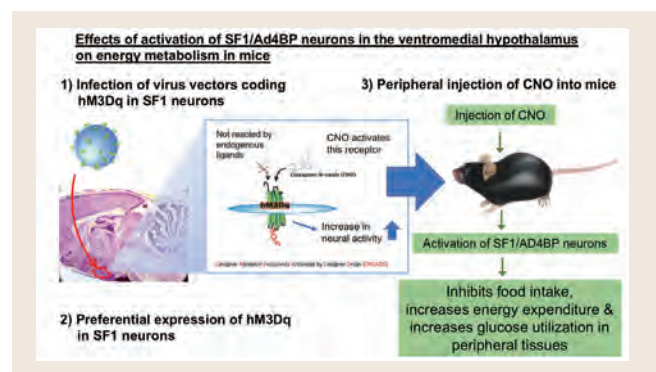 Effects of activation of SF1/Ad4BP neurons in the ventromedial hypothalamus
on energy metabolism in mice
1) Infection of virus vectors coding
hM3Dq in SF1 neurons
Not reacted by
endogenous
ligands
CNO activates
this receptor
hM3Dq
Increase in
neural activity
2) Preferential expression of hM3Dq
in SF1 neurons
3) Peripheral injection of CNO into mice
Injection of CNO
Activation of SF1/AD4BP neurons
Inhibits food intake,
increases energy expenditure &
increases glucose utilization in
peripheral tissues